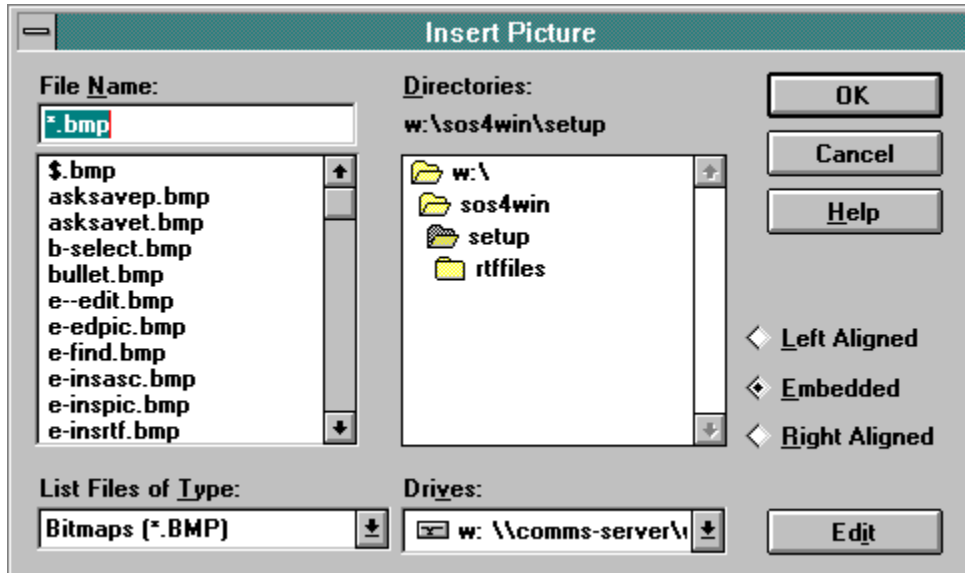 Insert Picture
File Name:
*.bmp
$.bmp
asksavep.bmp
asksavet.bmp
b-select.bmp
bullet.bmp
e--edit.bmp
e-edpic.bmp
e-find.bmp
e-insasc.bmp
e-inspic.bmp
e-insrtf.bmp
List Files of Type:
Bitmaps (*.BMP)
Directories:
w:\sos4win\setup
w:\
sos4win
setup
rtffiles
Drives:
w: \\comms-server\
OK
Cancel
Help
Left Aligned
Embedded
Right Aligned
Edit